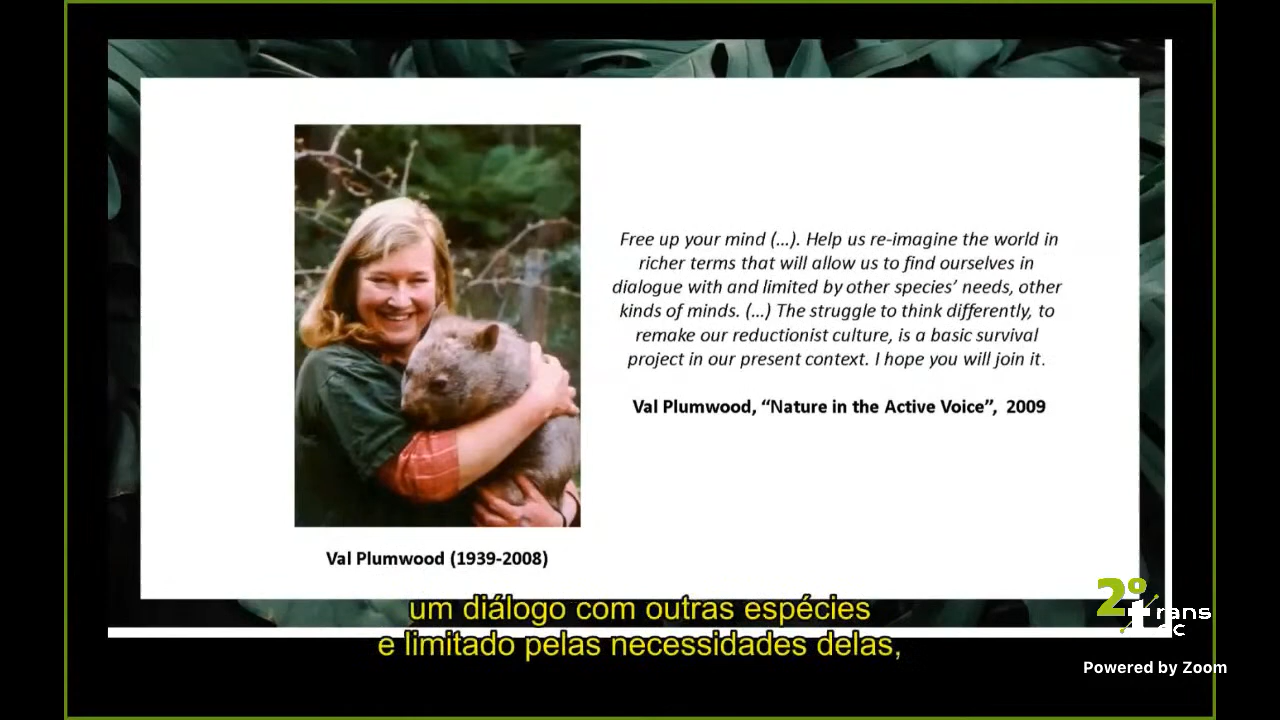 Free up your mind (...). Help us re-imagine the world in
richer terms that will allow us to find ourselves in
dialogue with and limited by other species’ needs, other
kinds of minds. (...) The struggle to think differently, to
remake our reductionist culture, is a basic survival
project in our present context. I hope you will join it.
Val Plumwood, “Nature in the Active Voice”, 2009
Val Plumwood (1939-2008)
um diálogo com outras espécies
e limitado pelas necessidades delas,
2º
trans
Powered by Zoom